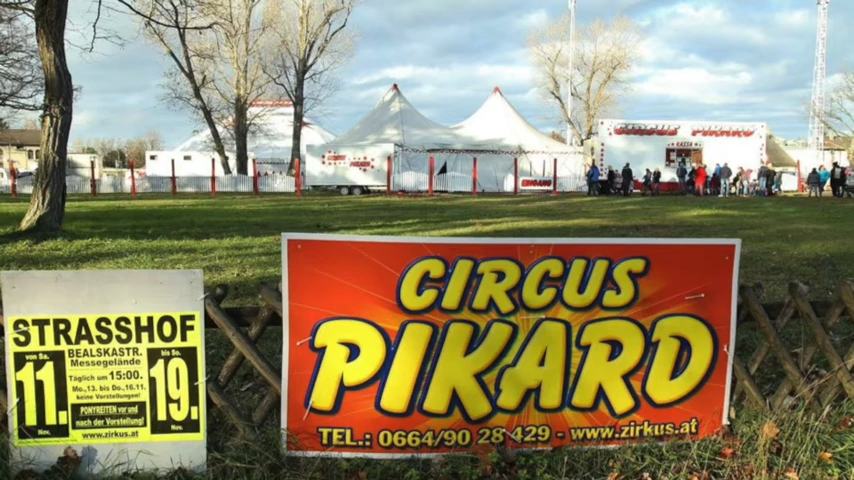 CIRCUS PIKARD
KASSA
STRASSHOF
BEALSKASTR.
Messegelände
von Sa.
11.
Nov.
Täglich um 15:00.
Mo.,13. bis Do.,16.11.
keine Vorstellungen!
PONYREITEN vor und
nach der Vorstellung!
bis So.
19.
Nov.
www.zirkus.at
CIRCUS
PIKARD
TEL.: 0664/90 28 429 - www.zirkus.at